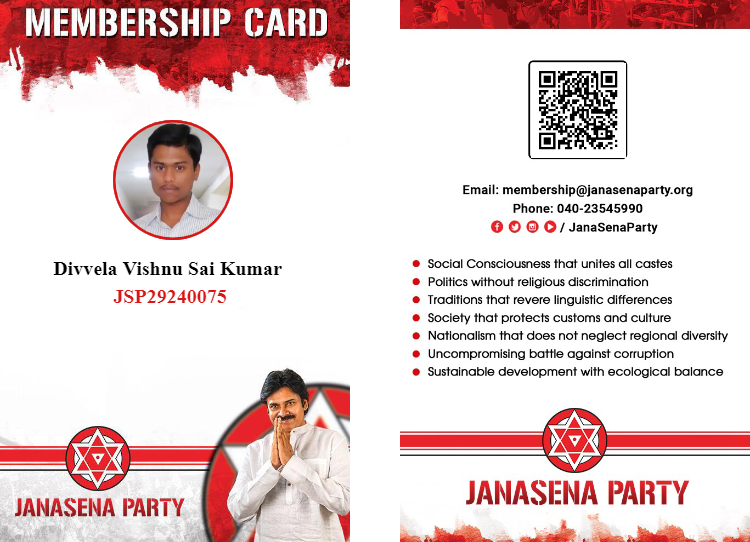 MEMBERSHIP CARD
Divvela Vishnu Sai Kumar
JSP29240075
JANASENA PARTY
Email: membership@janasenaparty.org
Phone: 040-23545990
/ JanaSenaParty
Social Consciousness that unites all castes
Politics without religious discrimination
Traditions that revere linguistic differences
Society that protects customs and culture
Nationalism that does not neglect regional diversity
Uncompromising battle against corruption
Sustainable development with ecological balance
JANASENA PARTY